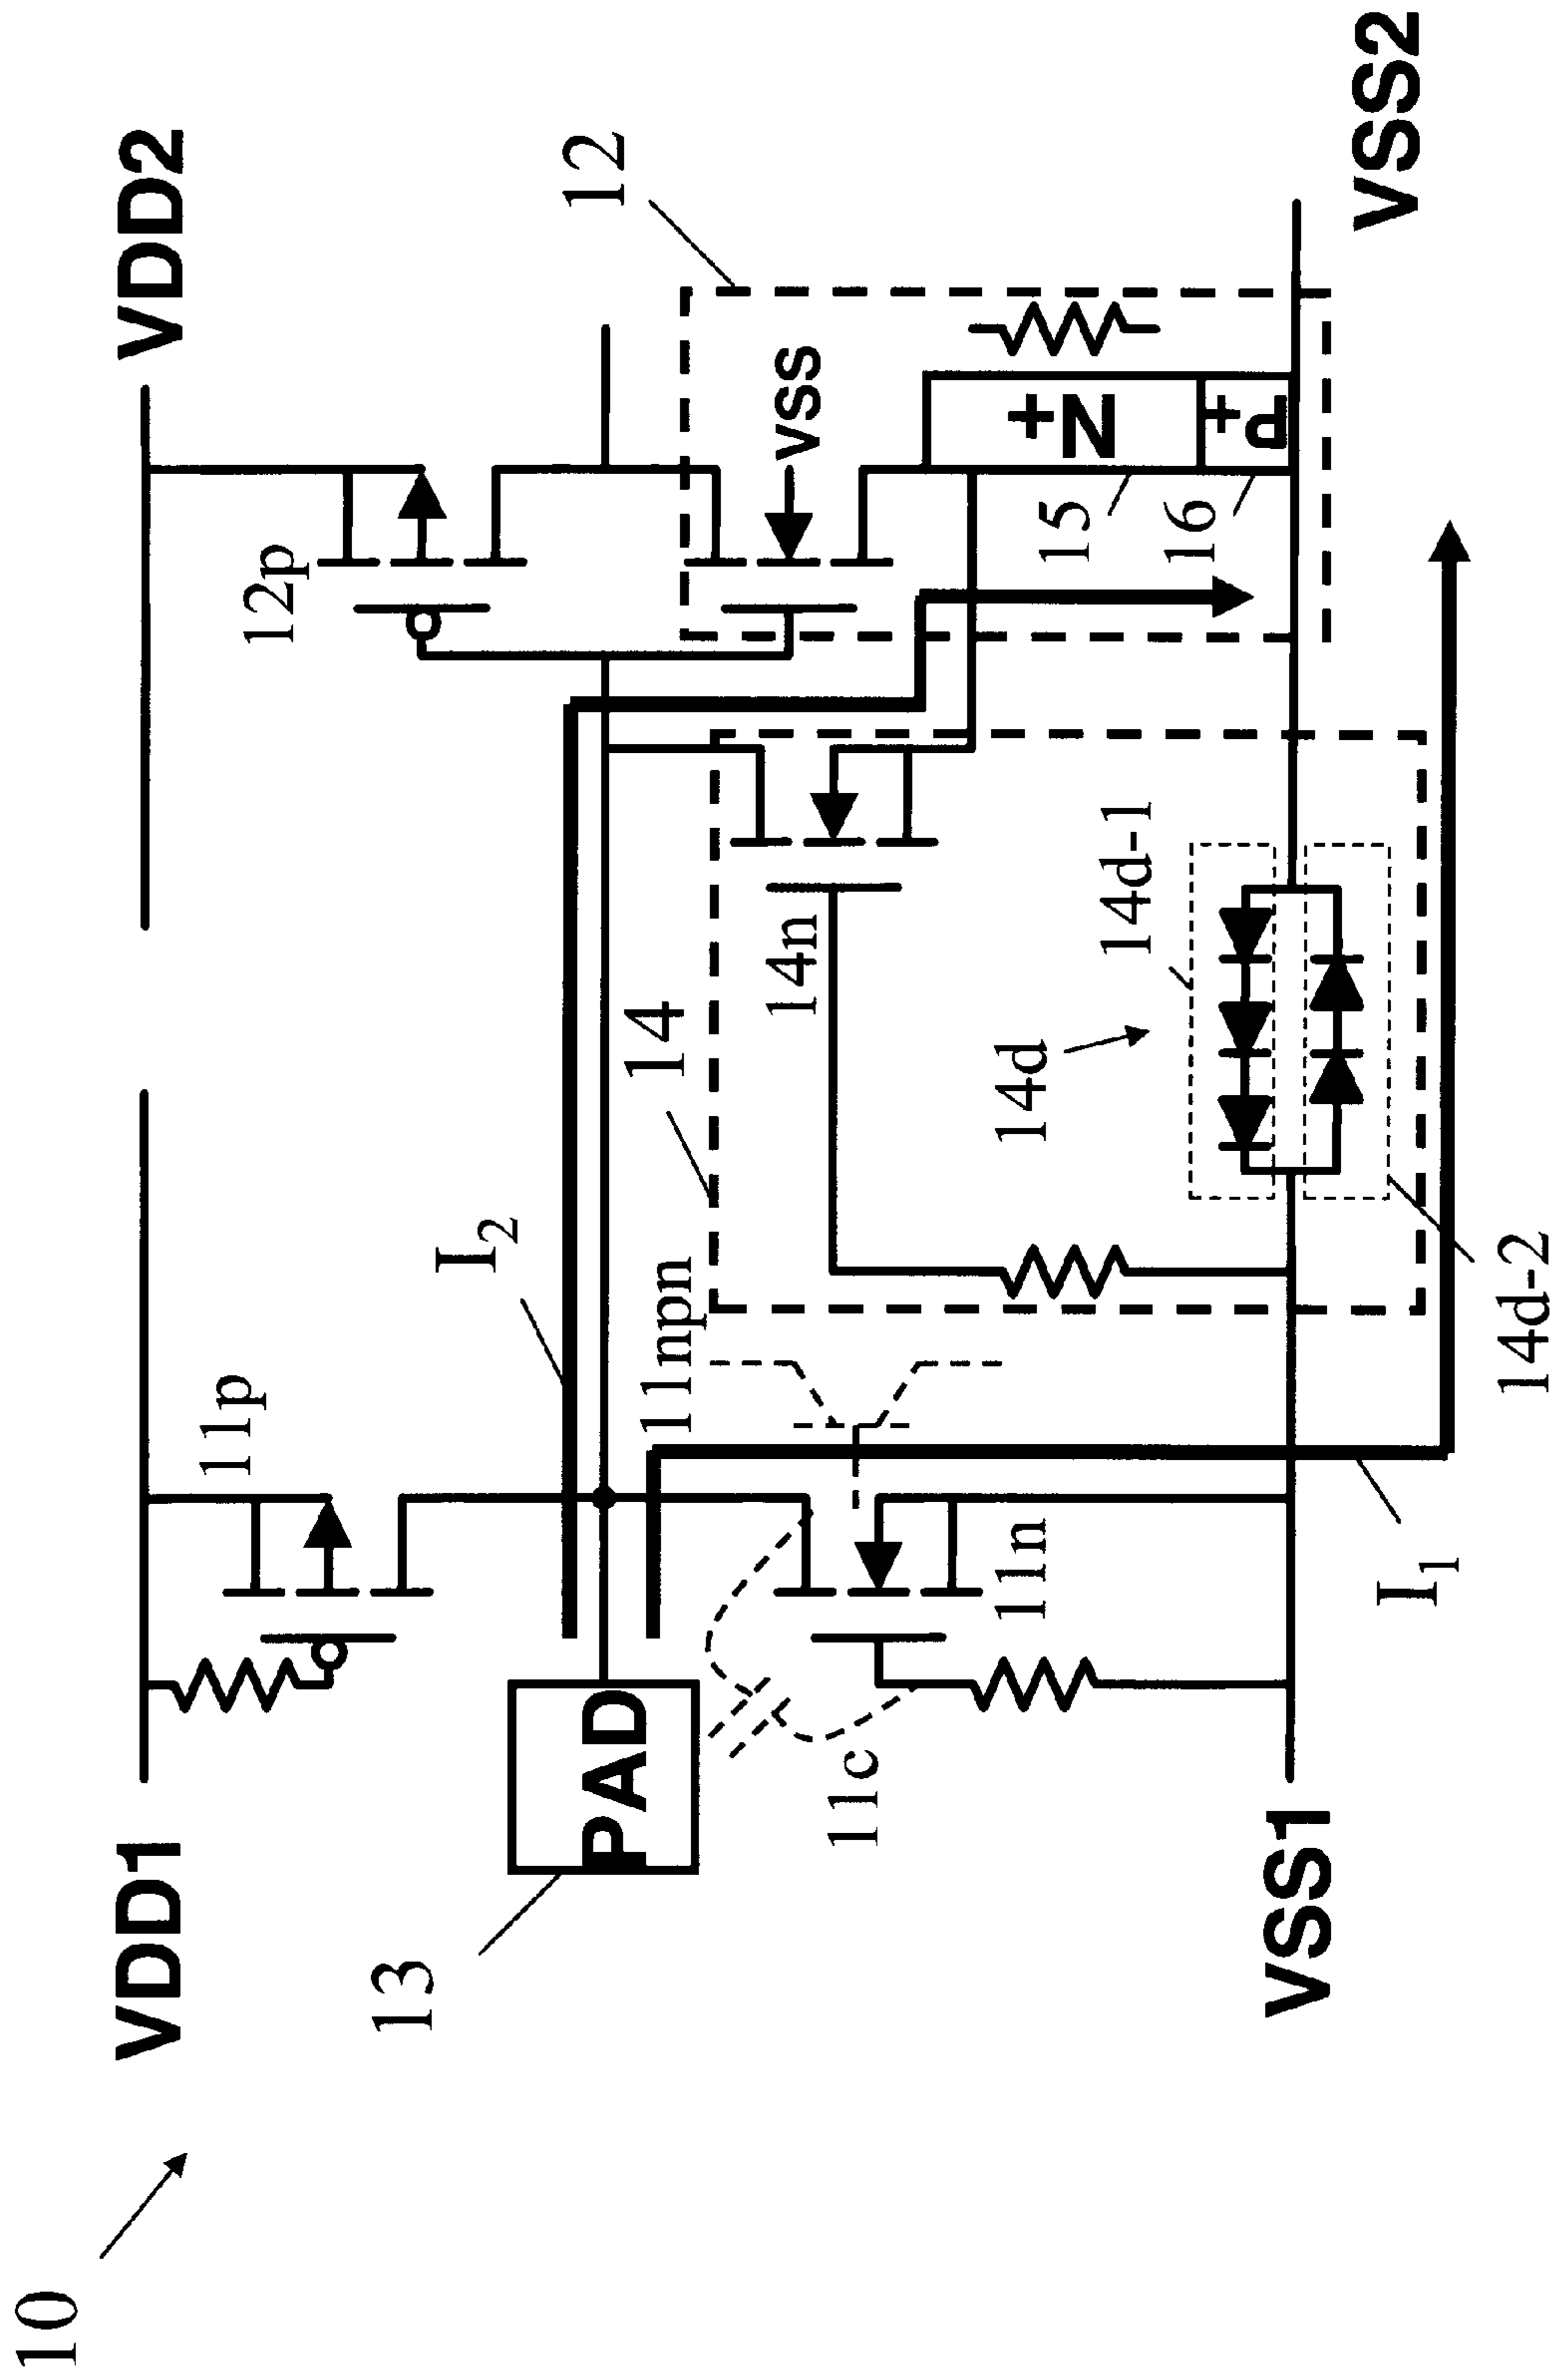 10
VDD1
VDD2
11p
12p
13
PAD
I2
12
11npn
14
vss
14n
11c
11n
14d
14d-1
15
N+
16
P+
VSS1
VSS2
I1
14d-2